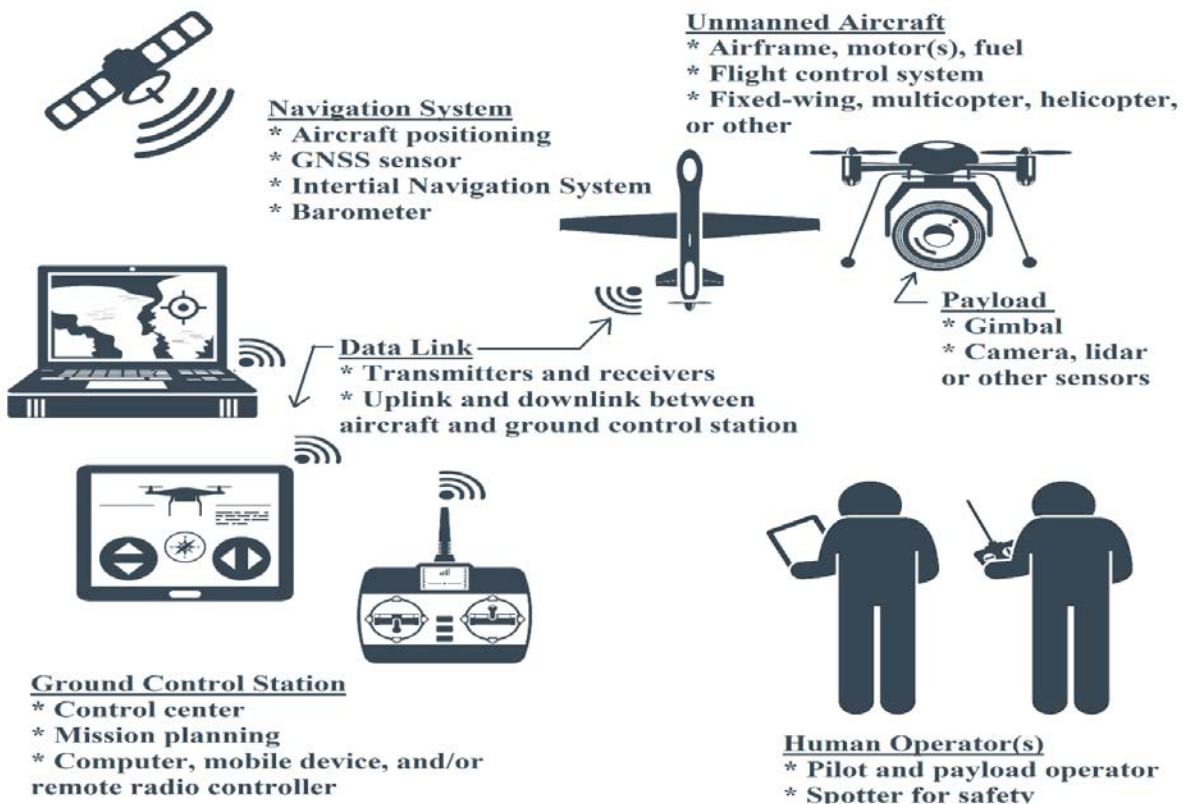 Unmanned Aircraft
* Airframe, motor(s), fuel
* Flight control system
* Fixed-wing, multicopter, helicopter,
or other
Navigation System
* Aircraft positioning
* GNSS sensor
* Intertial Navigation System
* Barometer
Payload
* Gimbal
* Camera, lidar
or other sensors
Data Link
* Transmitters and receivers
* Uplink and downlink between
aircraft and ground control station
Ground Control Station
* Control center
* Mission planning
* Computer, mobile device, and/or
remote radio controller
Human Operator(s)
* Pilot and payload operator
* Spotter for safety